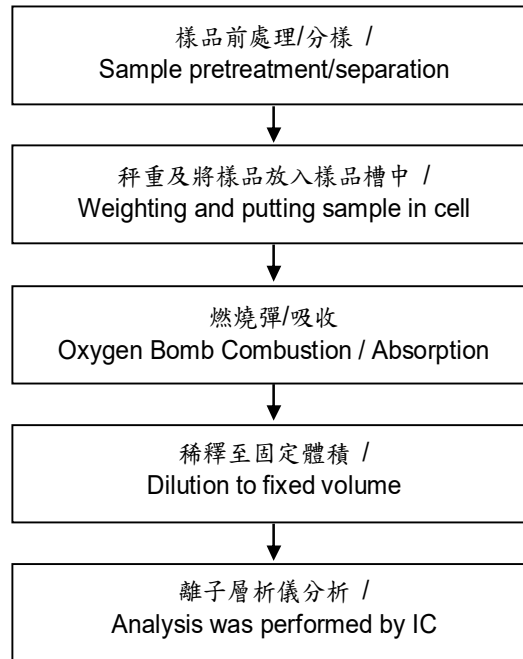 樣品前處理/分樣 /
Sample pretreatment/separation
秤重及將樣品放入樣品槽中 /
Weighting and putting sample in cell
燃燒彈/吸收
Oxygen Bomb Combustion / Absorption
稀釋至固定體積 /
Dilution to fixed volume
離子層析儀分析 /
Analysis was performed by IC